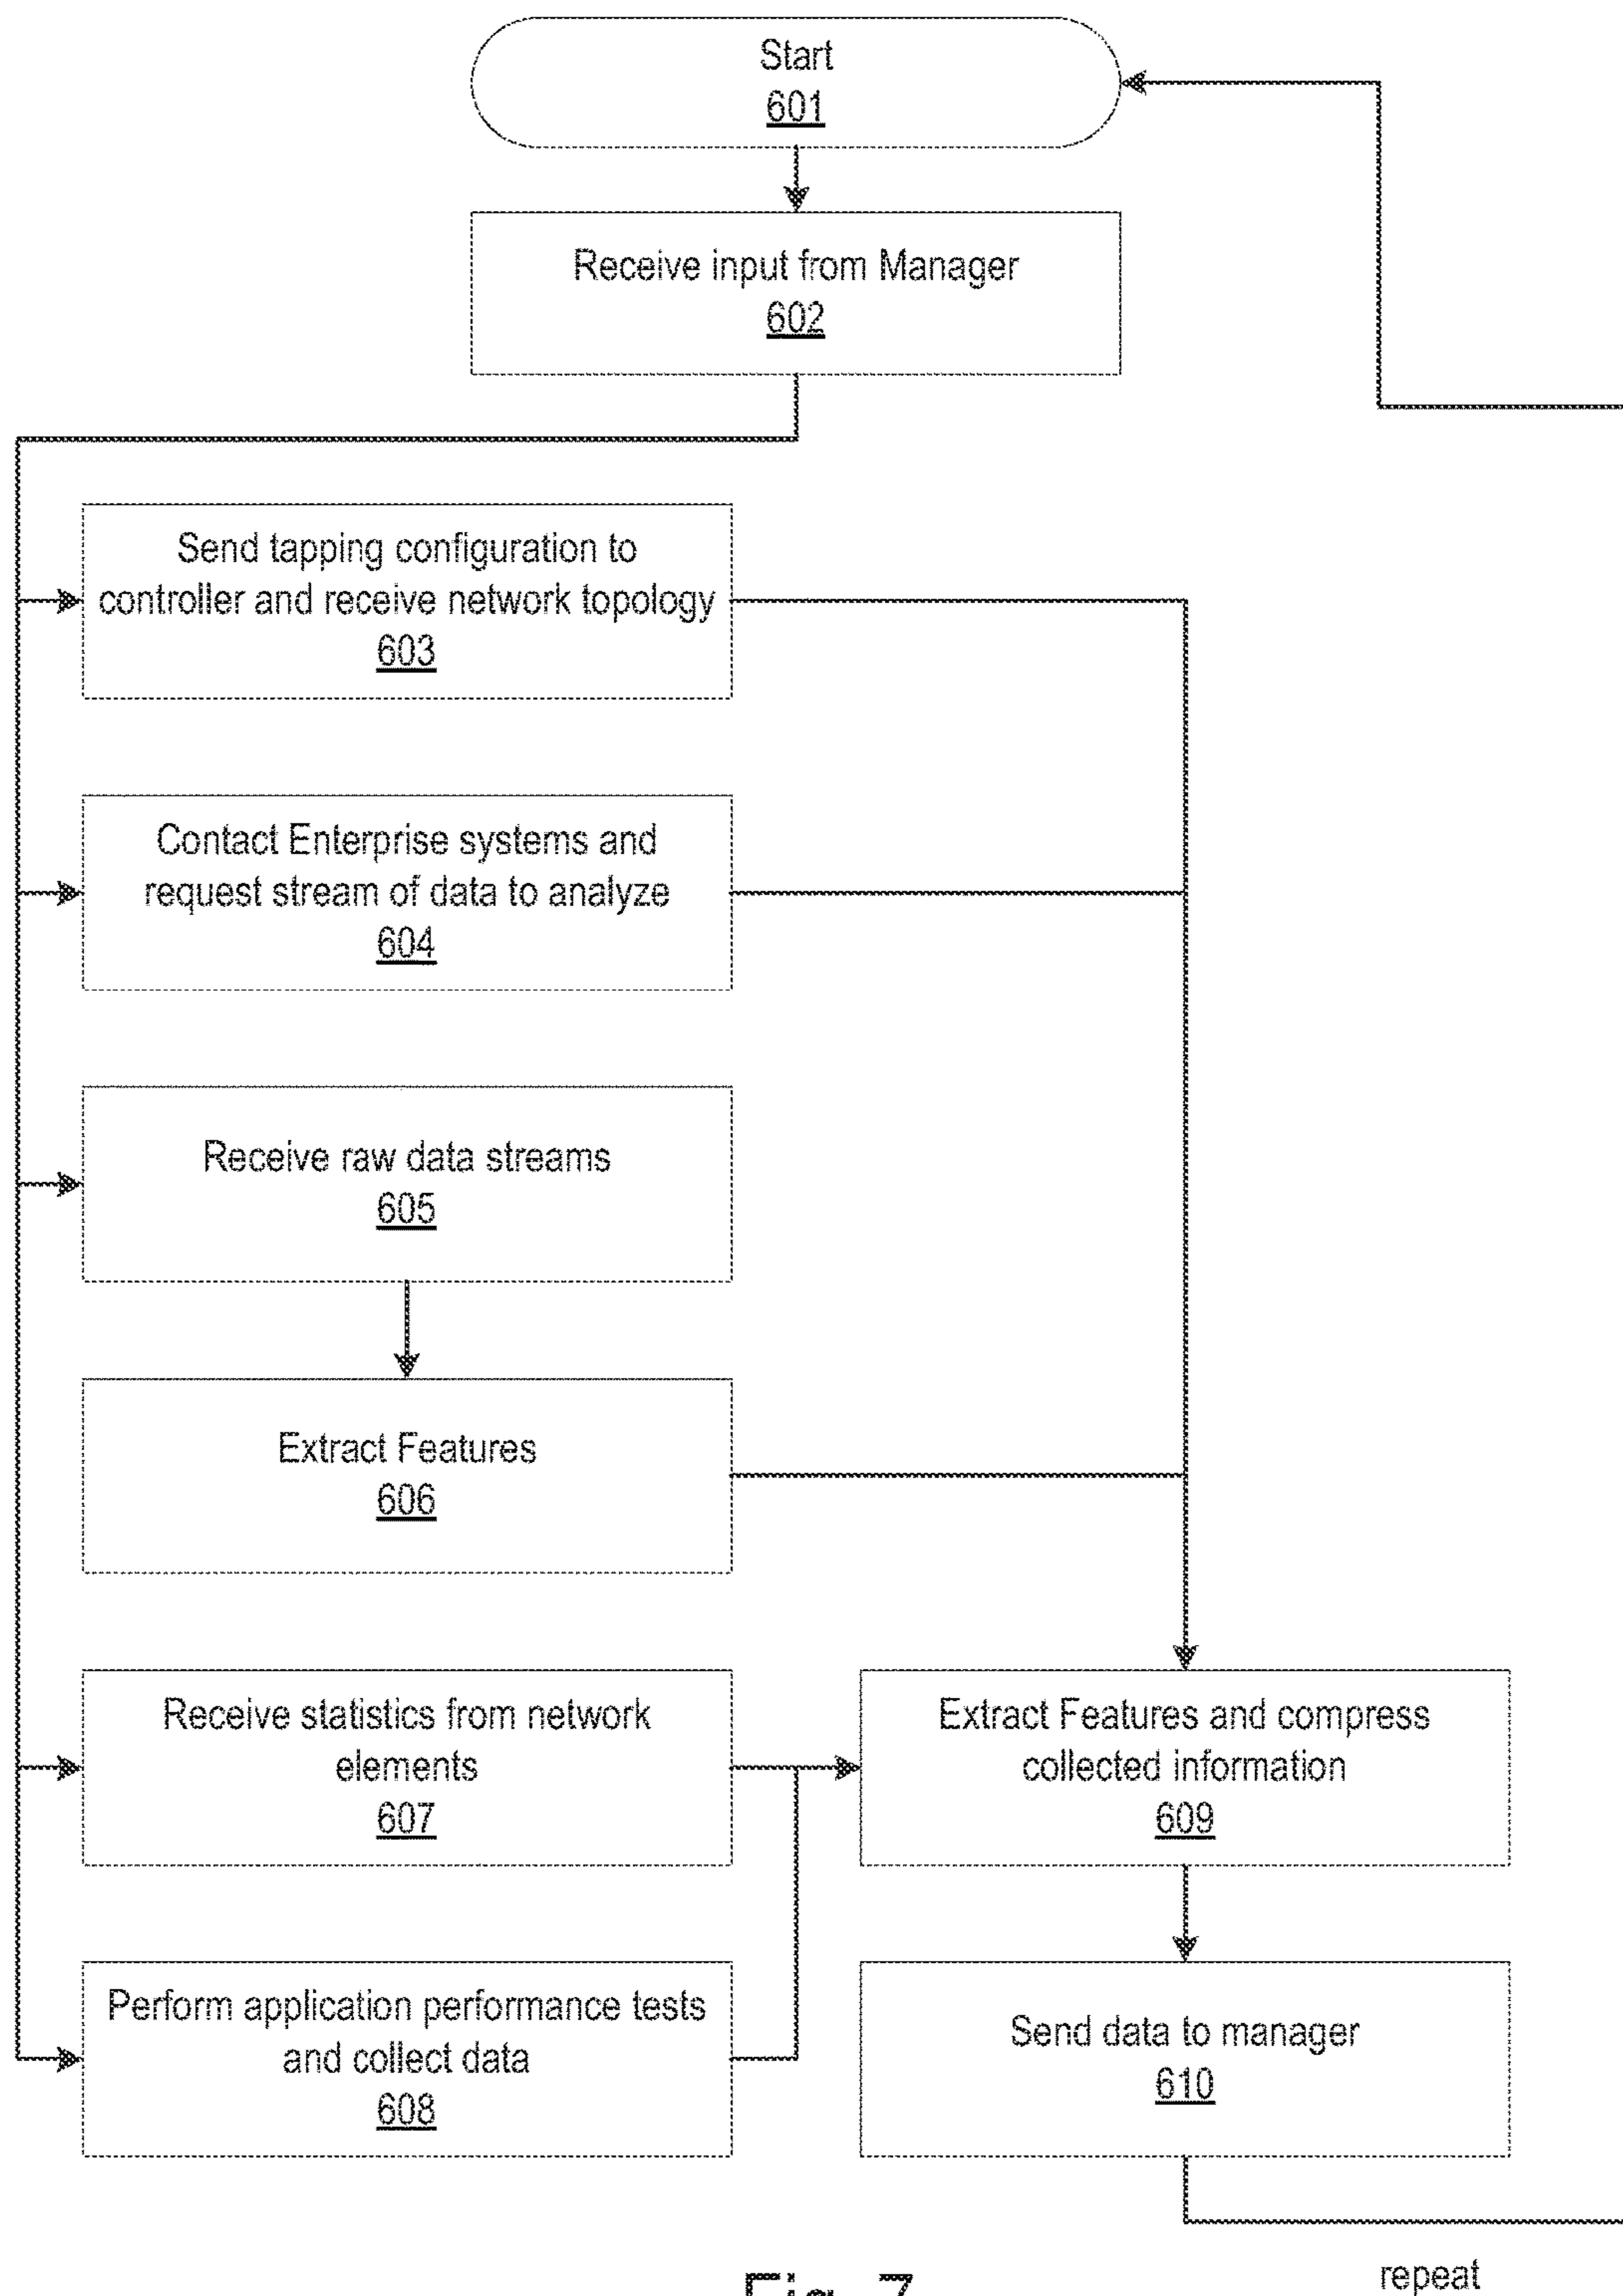 Start
601
Receive input from Manager
602
Send tapping configuration to
controller and receive network topology
603
Contact Enterprise systems and
request stream of data to analyze
604
Receive raw data streams
605
Extract Features
606
Receive statistics from network
elements
607
Extract Features and compress
collected information
609
Perform application performance tests
and collect data
608
Send data to manager
610
repeat
Fig. 7